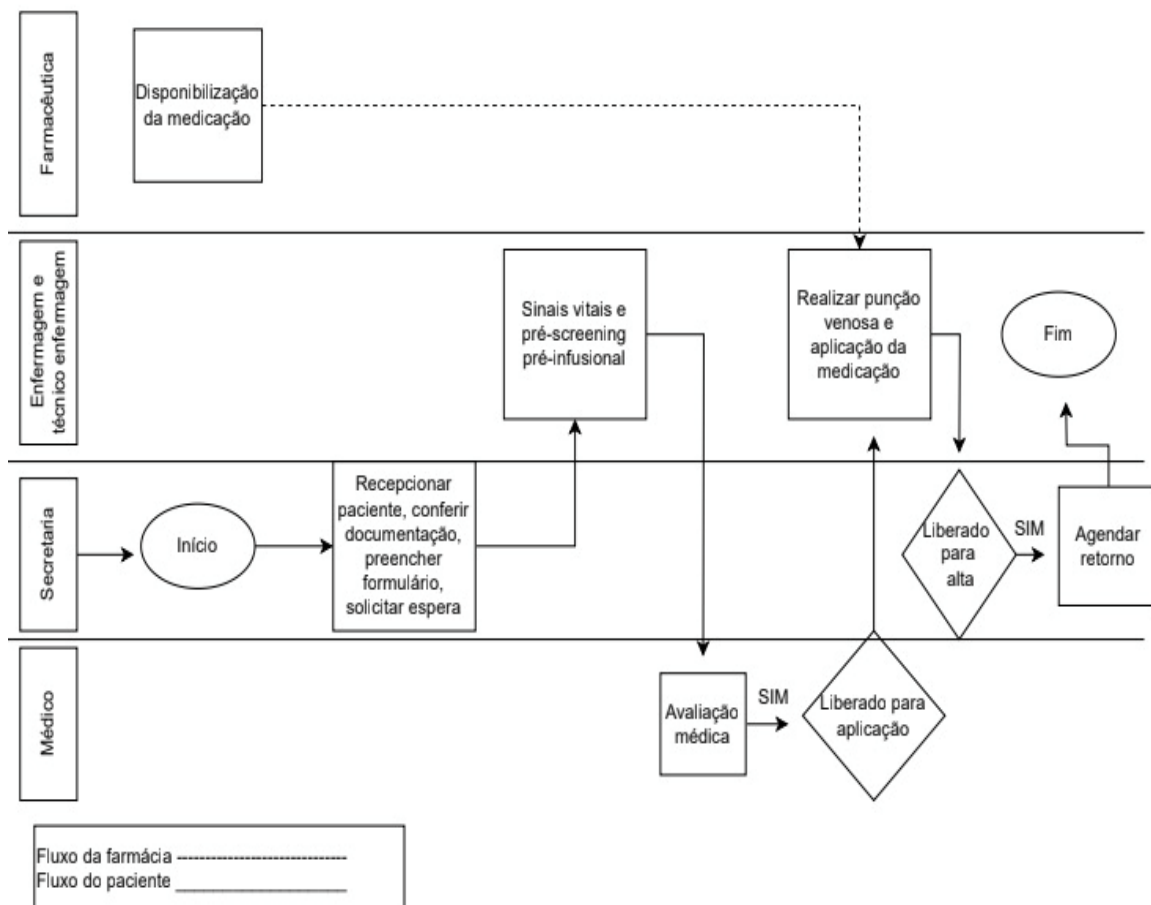 Farmacêutica
Disponibilização
da medicação
Enfermagem e
técnico enfermagem
Sinais vitais e
pré-screening
pré-infusional
Realizar punção
venosa e
aplicação da
medicação
Fim
Secretaria
Início
Recepcionar
paciente, conferir
documentação,
preencher
formulário,
solicitar espera
Liberado
para
alta
SIM
Agendar
retorno
Médico
Avaliação
médica
SIM
Liberado para
aplicação
Fluxo da farmácia
Fluxo do paciente